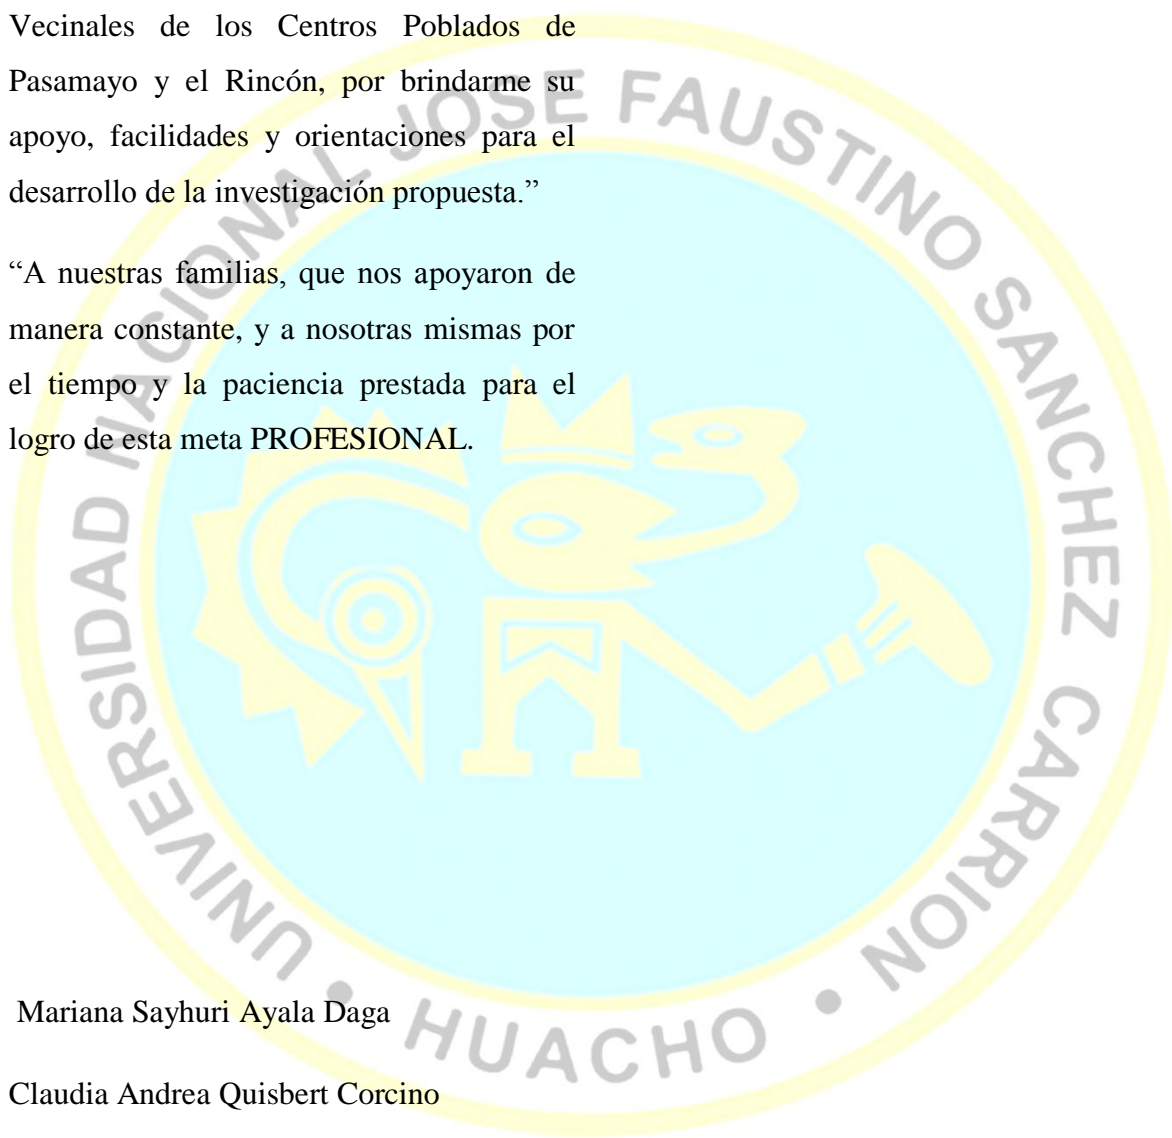 Vecinales de los Centros Poblados de
Pasamayo y el Rincón, por brindarme su
apoyo, facilidades y orientaciones para el
desarrollo de la investigación propuesta.”
“A nuestras familias, que nos apoyaron de
manera constante, y a nosotras mismas por
el tiempo y la paciencia prestada para el
logro de esta meta PROFESIONAL.
Mariana Sayhuri Ayala Daga
Claudia Andrea Quisbert Corcino
UNIVERSIDAD NACIONAL JOSE FAUSTINO SANCHEZ CARRION • HUACHO •